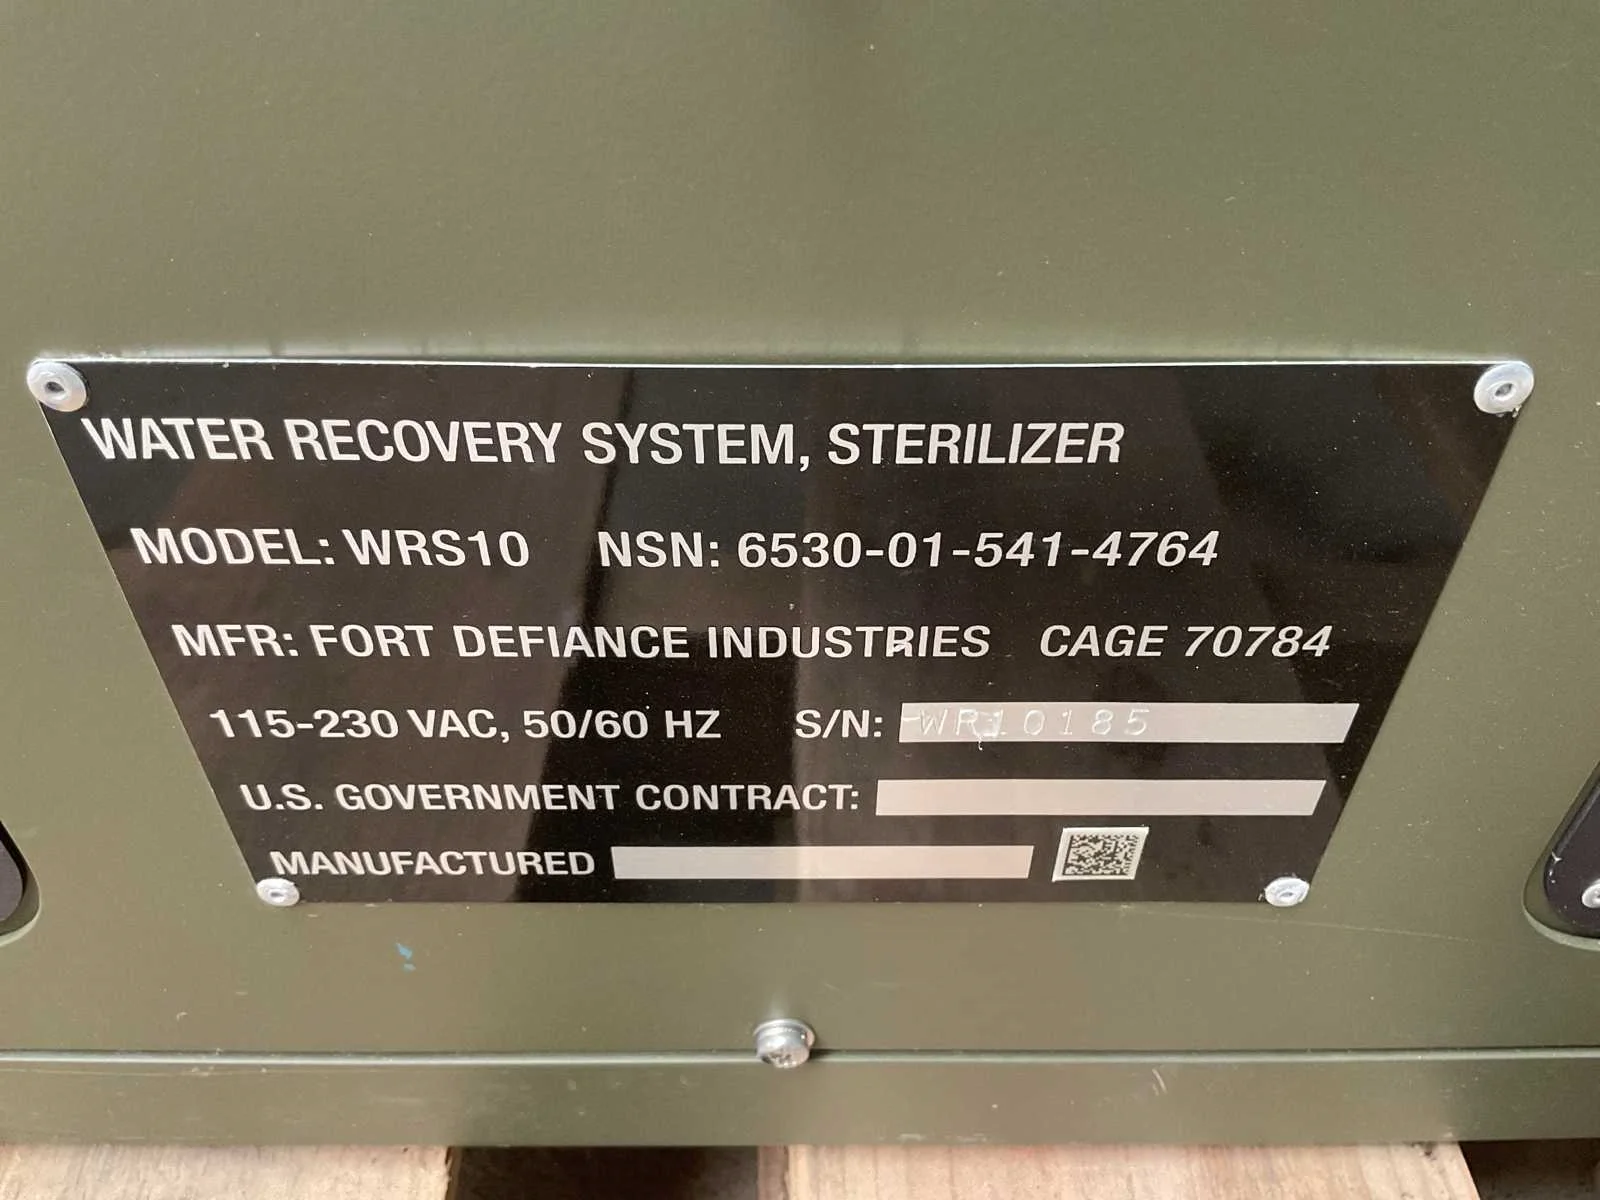 WATER RECOVERY SYSTEM, STERILIZER
MODEL: WRS10 NSN: 6530-01-541-4764
MFR: FORT DEFIANCE INDUSTRIES CAGE 70784
115-230 VAC, 50/60 HZ S/N: WR10185
U.S. GOVERNMENT CONTRACT:
MANUFACTURED